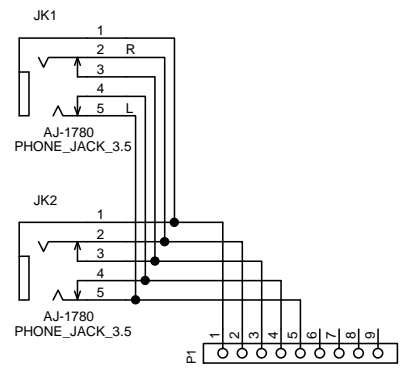 JK1
1
2 R
3
4
5 L
AJ-1780
PHONE_JACK_3.5
JK2
1
2
3
4
5
AJ-1780
PHONE_JACK_3.5
P1
1 2 3 4 5 6 7 8 9